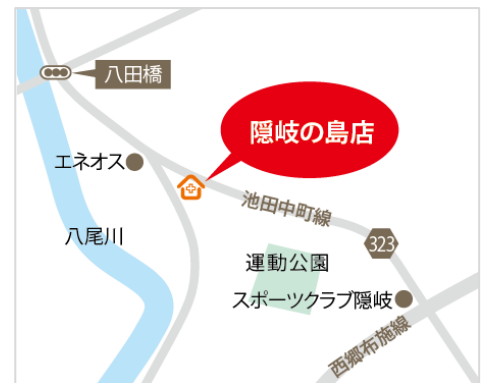 八田橋
隠岐の島店
エネオス
池田中町線
八尾川
323
運動公園
スポーツクラブ隠岐
西郷布施線